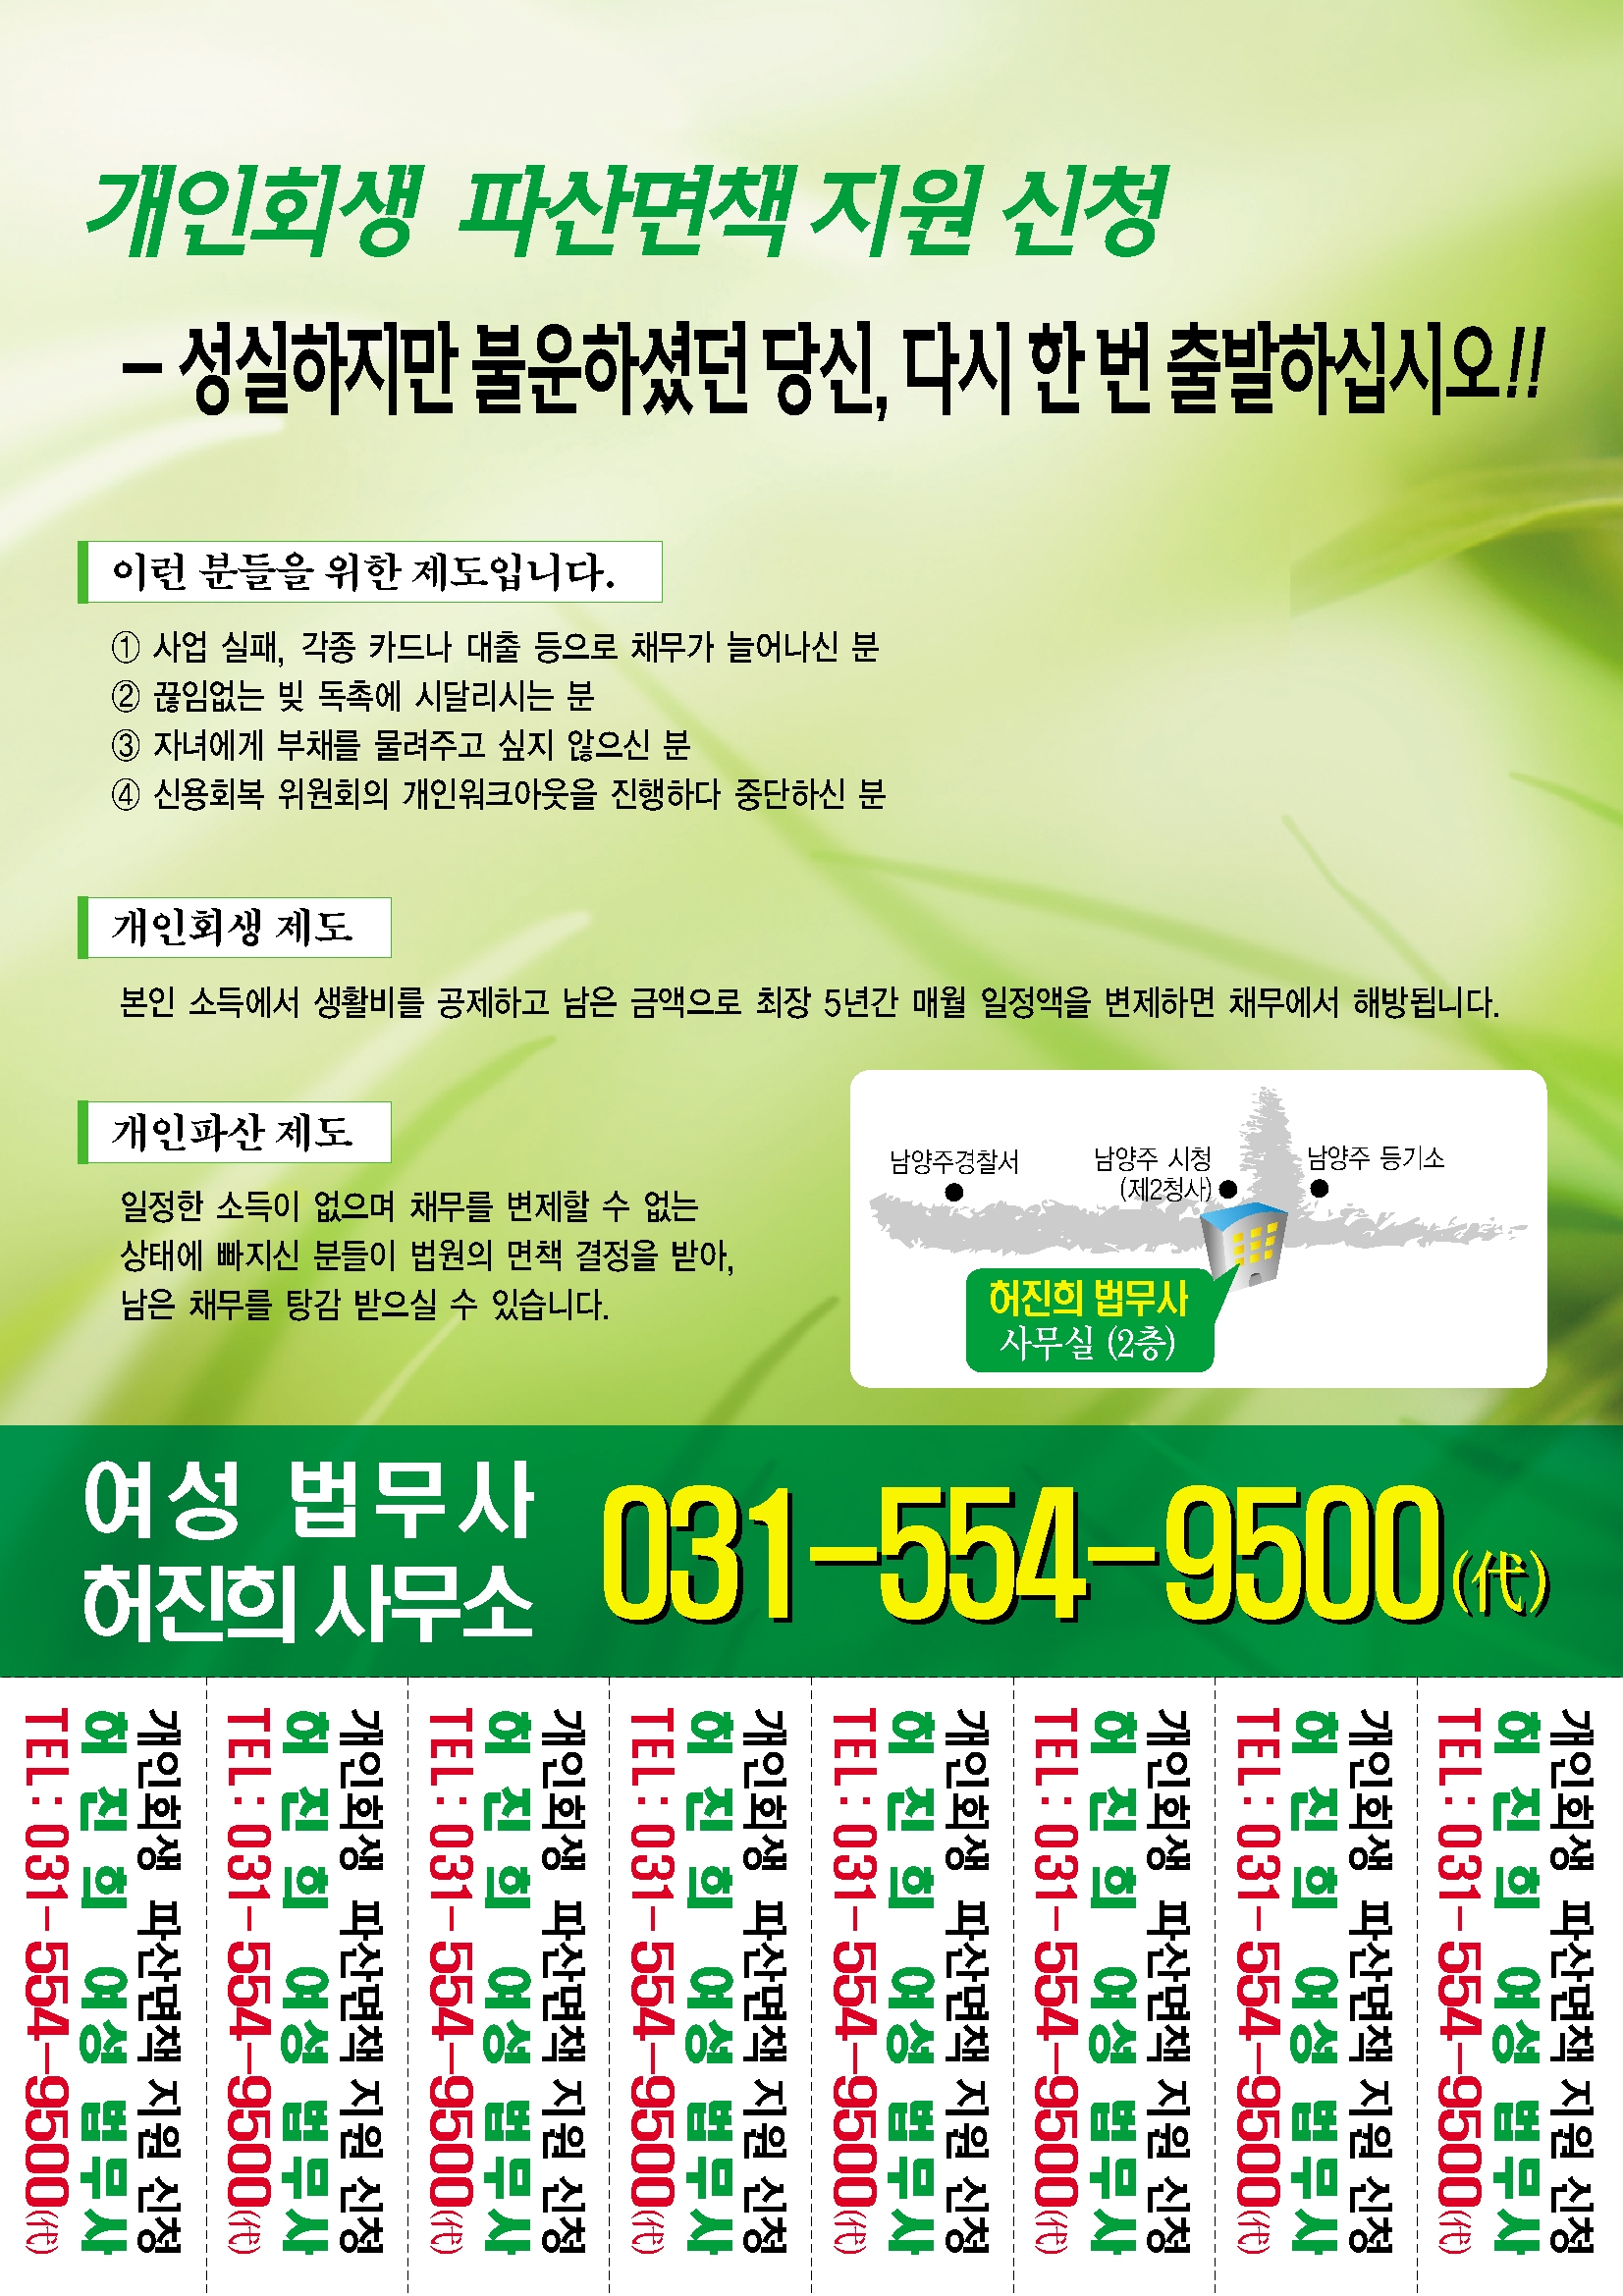 개인회생 파산면책 지원 신청
– 성실하지만 불운하셨던 당신, 다시 한 번 출발하십시오!!
이런 분들을 위한 제도입니다.
① 사업 실패, 각종 카드나 대출 등으로 채무가 늘어나신 분
② 끊임없는 빚 독촉에 시달리시는 분
③ 자녀에게 부채를 물려주고 싶지 않으신 분
④ 신용회복 위원회의 개인워크아웃을 진행하다 중단하신 분
개인회생 제도
본인 소득에서 생활비를 공제하고 남은 금액으로 최장 5년간 매월 일정액을 변제하면 채무에서 해방됩니다.
개인파산 제도
일정한 소득이 없으며 채무를 변제할 수 없는
상태에 빠지신 분들이 법원의 면책 결정을 받아,
남은 채무를 탕감 받으실 수 있습니다.
남양주경찰서
남양주 시청
(제2청사)
남양주 등기소
허진희 법무사
사무실 (2층)
여성 법무사
허진희 사무소
031-554-9500(代)
개인회생 파산면책 지원 신청
허진희 여성 법무사
TEL: 031-554-9500(代)
개인회생 파산면책 지원 신청
허진희 여성 법무사
TEL: 031-554-9500(代)
개인회생 파산면책 지원 신청
허진희 여성 법무사
TEL: 031-554-9500(代)
개인회생 파산면책 지원 신청
허진희 여성 법무사
TEL: 031-554-9500(代)
개인회생 파산면책 지원 신청
허진희 여성 법무사
TEL: 031-554-9500(代)
개인회생 파산면책 지원 신청
허진희 여성 법무사
TEL: 031-554-9500(代)
개인회생 파산면책 지원 신청
허진희 여성 법무사
TEL: 031-554-9500(代)
개인회생 파산면책 지원 신청
허진희 여성 법무사
TEL: 031-554-9500(代)